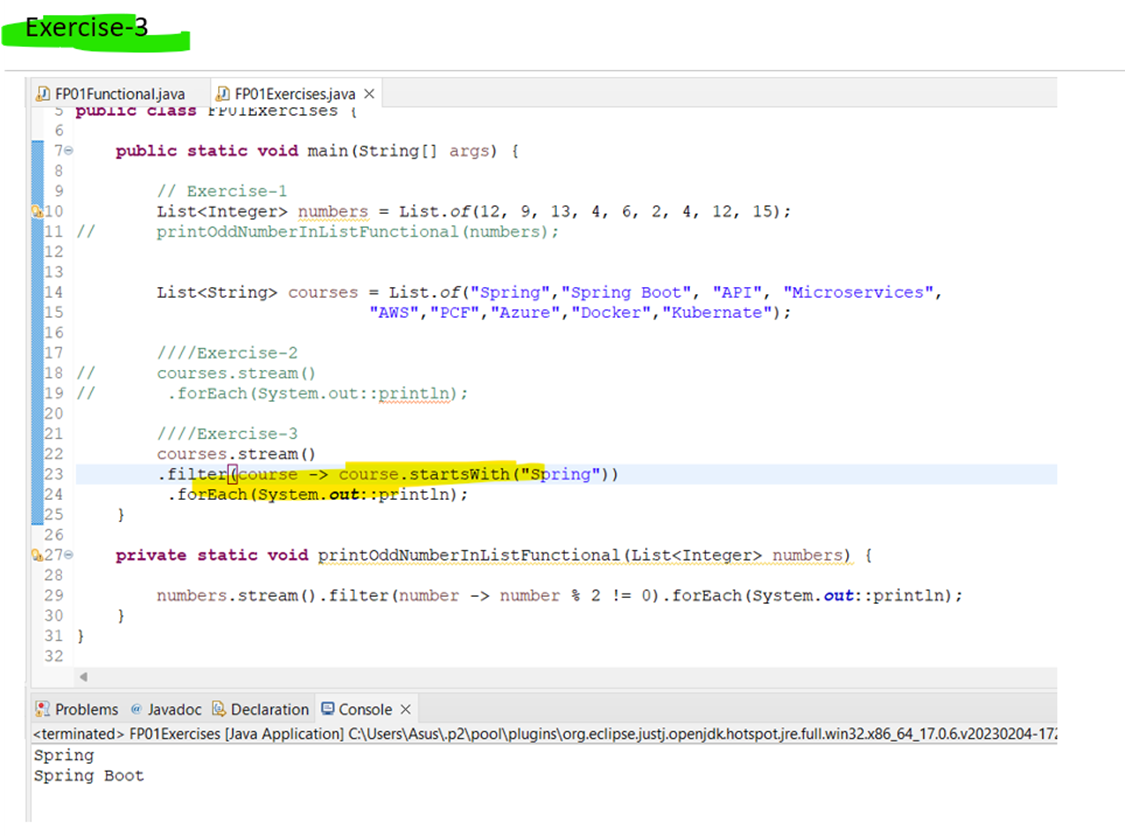 Exercise-3
FP01Functional.java FP01Exercises.java
5 public class FP01Exercises {
6
7 public static void main(String[] args) {
8
9 // Exercise-1
10 List<Integer> numbers = List.of(12, 9, 13, 4, 6, 2, 4, 12, 15);
11 // printOddNumberInListFunctional(numbers);
12
13
14 List<String> courses = List.of("Spring","Spring Boot", "API", "Microservices",
15 "AWS","PCF","Azure","Docker","Kubernate");
16
17 ////Exercise-2
18 // courses.stream()
19 // .forEach(System.out::println);
20
21 ////Exercise-3
22 courses.stream()
23 .filter(course -> course.startsWith("Spring"))
24 .forEach(System.out::println);
25 }
26
27 private static void printOddNumberInListFunctional(List<Integer> numbers) {
28
29 numbers.stream().filter(number -> number % 2 != 0).forEach(System.out::println);
30 }
31 }
32
Problems @ Javadoc Declaration Console
<terminated> FP01Exercises [Java Application] C:\Users\Asus\.p2\pool\plugins\org.eclipse.justj.openjdk.hotspot.jre.full.win32.x86_64_17.0.6.v20230204-172
Spring
Spring Boot